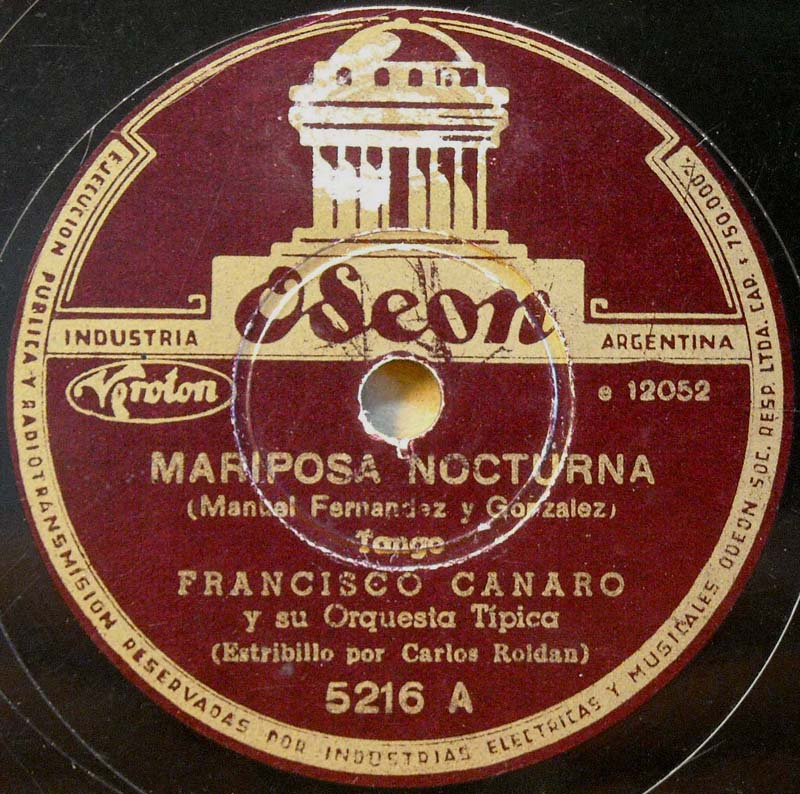 Odeon
INDUSTRIA ARGENTINA
e 12052
MARIPOSA NOCTURNA
(Manuel Fernandez y Gonzalez)
Tango
FRANCISCO CANARO
y su Orquesta Típica
(Estribillo por Carlos Roldan)
5216 A
EJECUCION PUBLICA Y RADIOTRANSMISION RESERVADAS POR INDUSTRIAS ELECTRICAS Y MUSICALES ODEON SOC. RESP. LTDA. CAP. $ 750.000